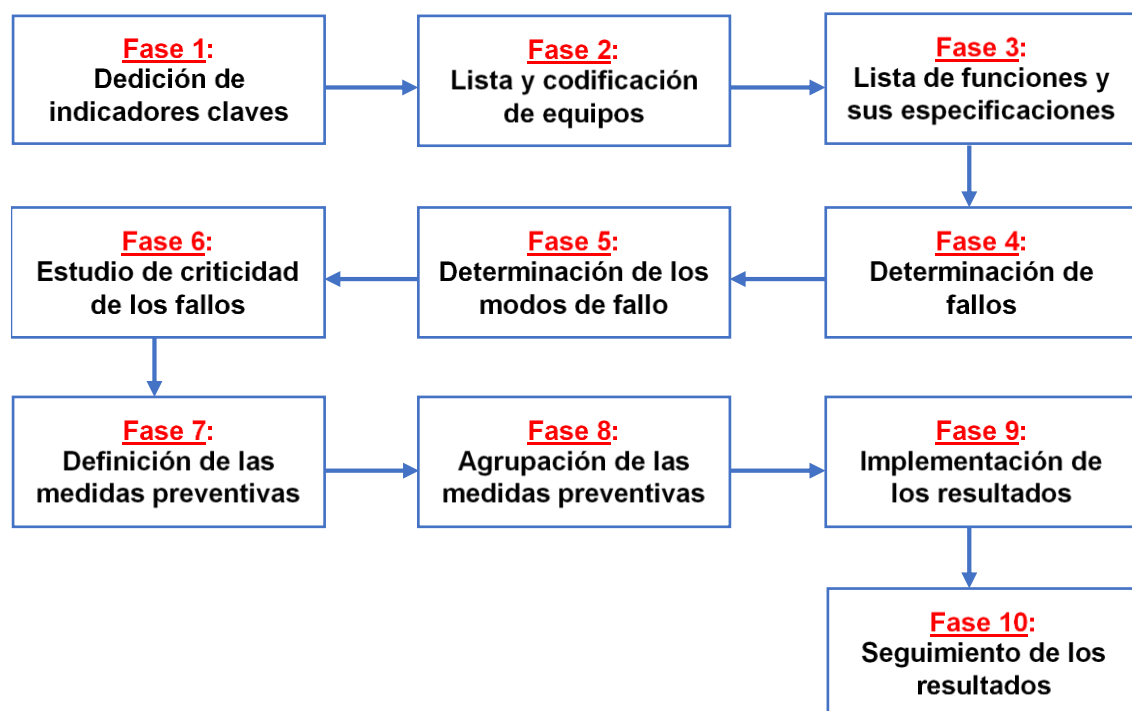 Fase 1:
Dedición de
indicadores claves
Fase 2:
Lista y codificación
de equipos
Fase 3:
Lista de funciones y
sus especificaciones
Fase 4:
Determinación de
fallos
Fase 5:
Determinación de los
modos de fallo
Fase 6:
Estudio de criticidad
de los fallos
Fase 7:
Definición de las
medidas preventivas
Fase 8:
Agrupación de las
medidas preventivas
Fase 9:
Implementación de
los resultados
Fase 10:
Seguimiento de los
resultados